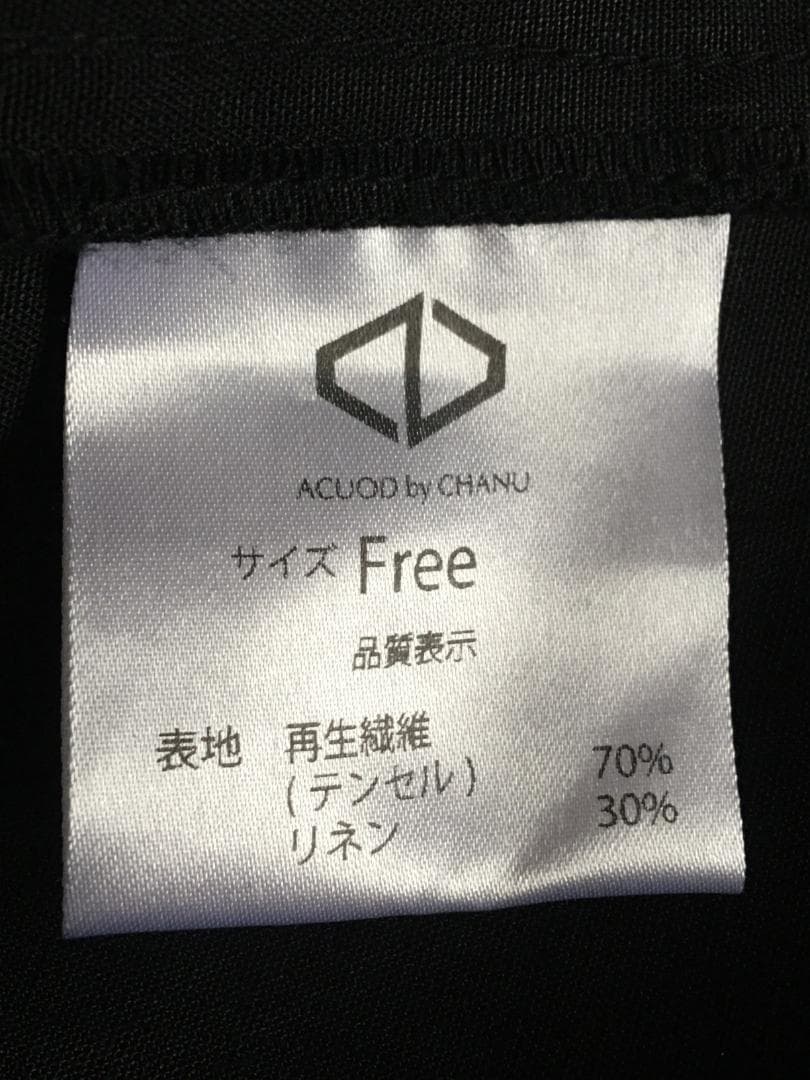 ACUOD by CHANU
サイズ Free
品質表示
表地 再生繊維
(テンセル) 70%
リネン 30%